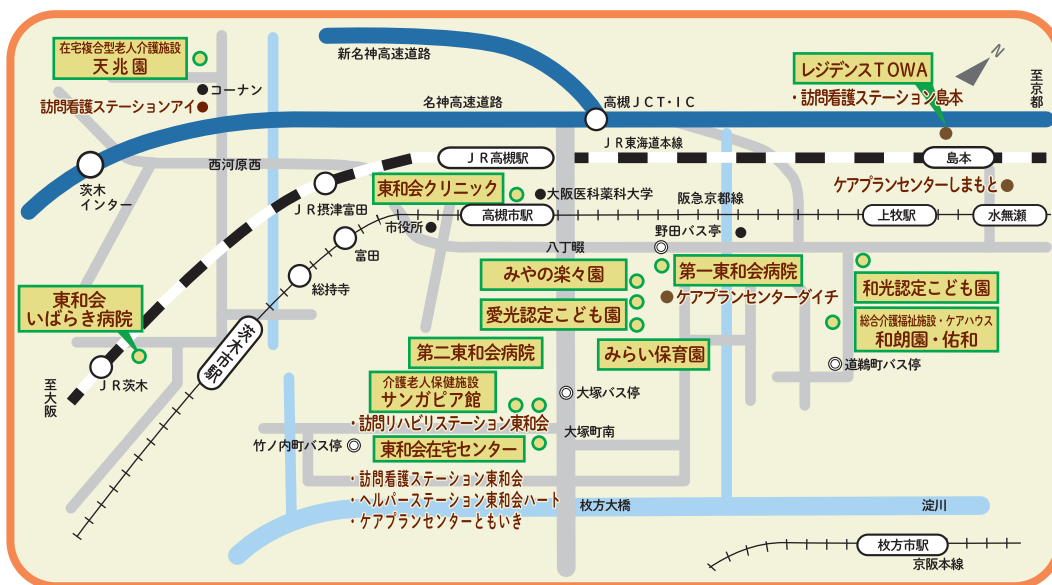 在宅複合型老人介護施設
天兆園
コーナン
訪問看護ステーションアイ
新名神高速道路
名神高速道路
高槻JCT・IC
レジデンスTOWA
・訪問看護ステーション島本
N
至京都
JR東海道本線
西河原西
JR高槻駅
島本
茨木
インター
JR摂津富田
東和会クリニック
大阪医科薬科大学
阪急京都線
ケアプランセンターしまもと
高槻市駅
上牧駅
水無瀬
市役所
野田バス停
富田
八丁畷
総持寺
みやの楽々園
第一東和会病院
和光認定こども園
東和会
いばらき病院
愛光認定こども園
ケアプランセンターダイチ
総合介護福祉施設・ケアハウス
和朗園・佑和
茨木市駅
第二東和会病院
みらい保育園
道鵜町バス停
至大阪
JR茨木
介護老人保健施設
サンガピア館
大塚バス停
・訪問リハビリステーション東和会
大塚町南
竹ノ内町バス停
東和会在宅センター
・訪問看護ステーション東和会
・ヘルパーステーション東和会ハート
・ケアプランセンターともいき
枚方大橋
淀川
枚方市駅
京阪本線